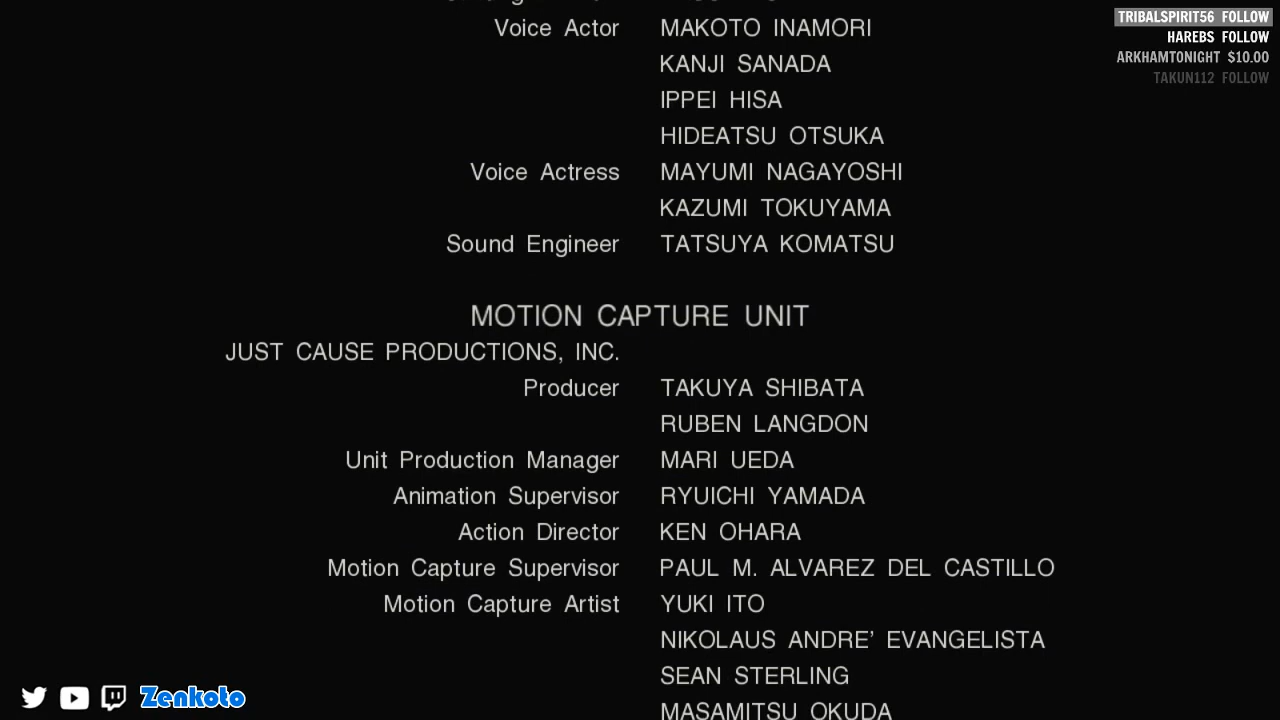 TRIBALSPIRIT56 FOLLOW
HAREBS FOLLOW
ARKHAMTONIGHT $10.00
TAKUN112 FOLLOW
Voice Actor MAKOTO INAMORI
KANJI SANADA
IPPEI HISA
HIDEATSU OTSUKA
Voice Actress MAYUMI NAGAYOSHI
KAZUMI TOKUYAMA
Sound Engineer TATSUYA KOMATSU
MOTION CAPTURE UNIT
JUST CAUSE PRODUCTIONS, INC.
Producer TAKUYA SHIBATA
RUBEN LANGDON
Unit Production Manager MARI UEDA
Animation Supervisor RYUICHI YAMADA
Action Director KEN OHARA
Motion Capture Supervisor PAUL M. ALVAREZ DEL CASTILLO
Motion Capture Artist YUKI ITO
NIKOLAUS ANDRE’ EVANGELISTA
SEAN STERLING
MASAMITSU OKUDA
Zenkoto